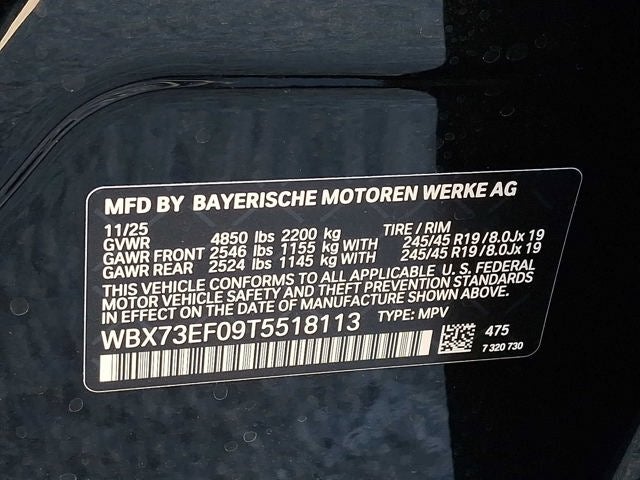 MFD BY BAYERISCHE MOTOREN WERKE AG
11/25 TIRE / RIM
GVWR 4850 lbs 2200 kg
GAWR FRONT 2546 lbs 1155 kg WITH 245/45 R19 / 8.0Jx 19
GAWR REAR 2524 lbs 1145 kg WITH 245/45 R19 / 8.0Jx 19
THIS VEHICLE CONFORMS TO ALL APPLICABLE U. S. FEDERAL
MOTOR VEHICLE SAFETY AND THEFT PREVENTION STANDARDS
IN EFFECT ON THE DATE OF MANUFACTURE SHOWN ABOVE.
WBX73EF09T5518113 TYPE: MPV
475
7 320 730